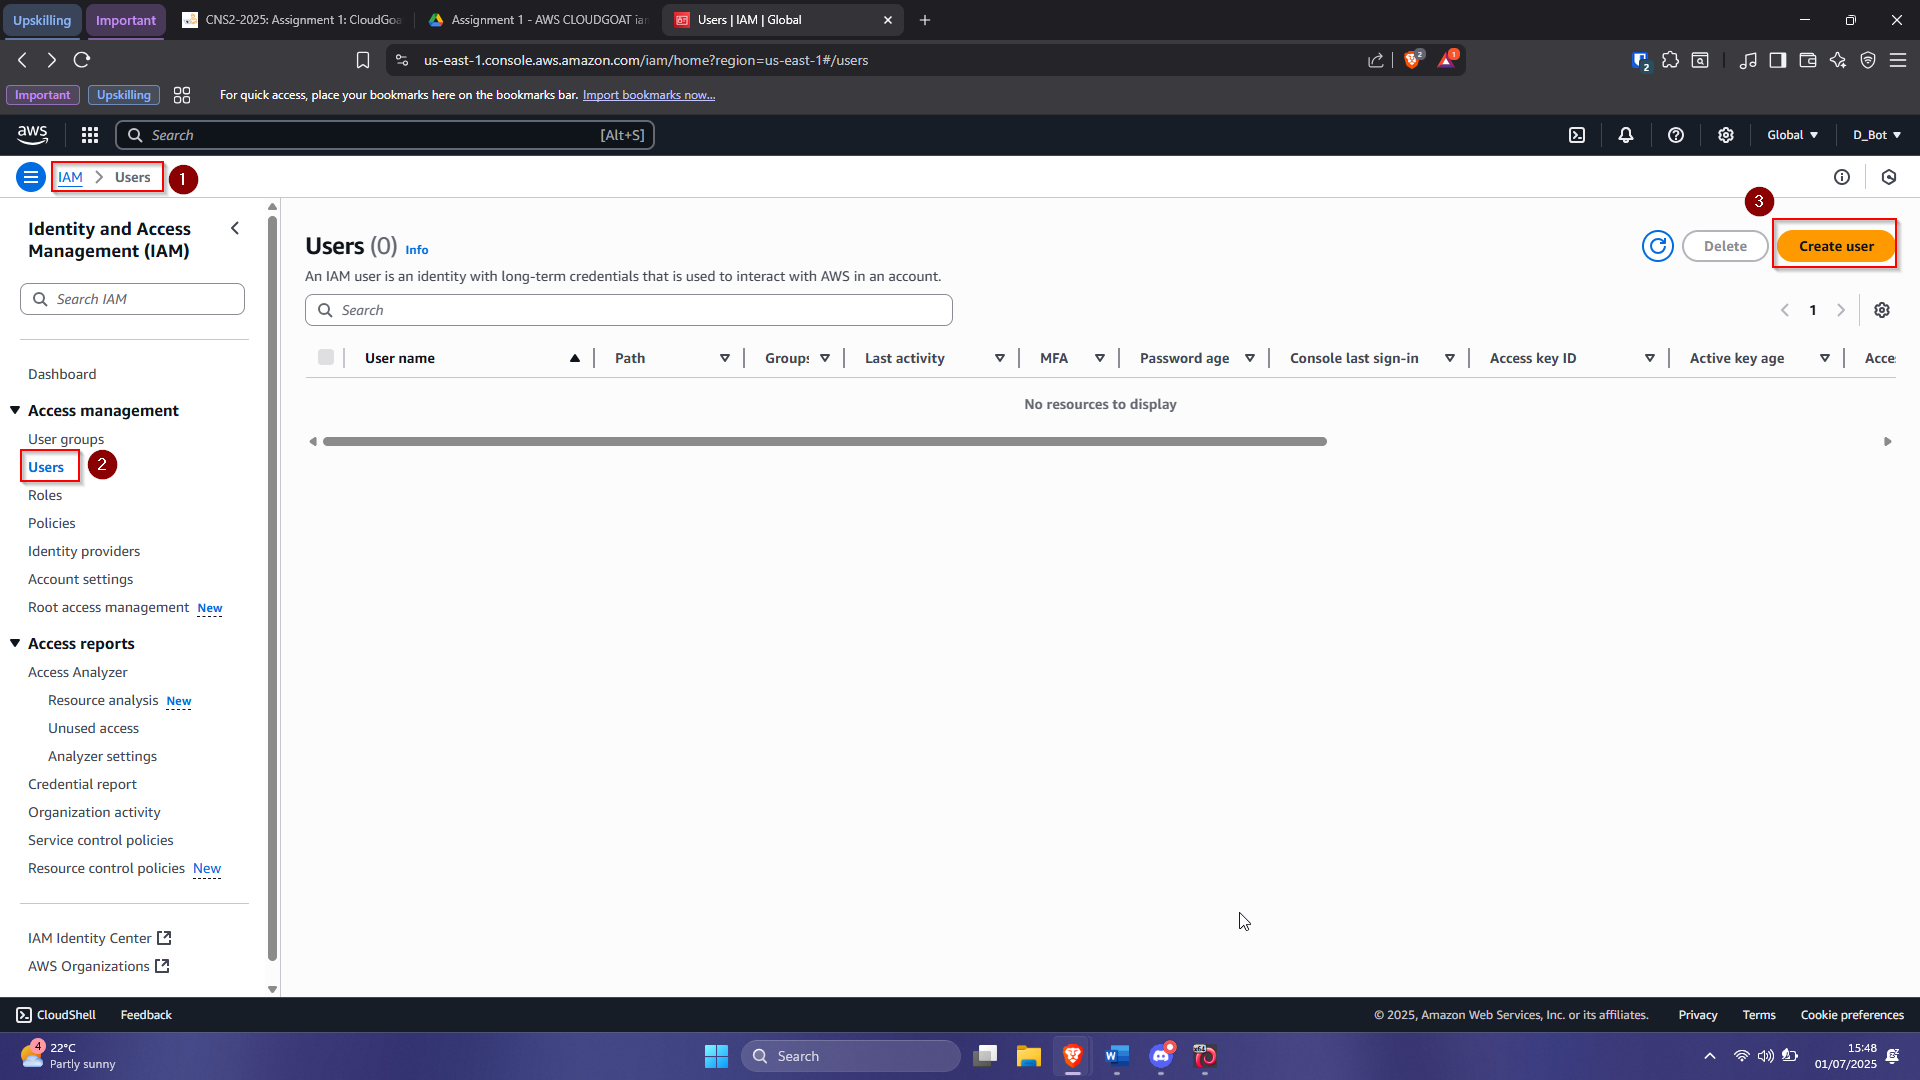 Upskilling
Important
CNS2-2025: Assignment 1: CloudGoa
Assignment 1 - AWS CLOUDGOAT iam
Users | IAM | Global
us-east-1.console.aws.amazon.com/iam/home?region=us-east-1#/users
2
1
2
Important
Upskilling
For quick access, place your bookmarks here on the bookmarks bar. Import bookmarks now...
aws
Search
[Alt+S]
Global
D_Bot
IAM > Users
1
Identity and Access Management (IAM)
Search IAM
Dashboard
Access management
User groups
Users
2
Roles
Policies
Identity providers
Account settings
Root access management New
Access reports
Access Analyzer
Resource analysis New
Unused access
Analyzer settings
Credential report
Organization activity
Service control policies
Resource control policies New
IAM Identity Center
AWS Organizations
3
Users (0) Info
Delete
Create user
An IAM user is an identity with long-term credentials that is used to interact with AWS in an account.
Search
1
User name
Path
Groups
Last activity
MFA
Password age
Console last sign-in
Access key ID
Active key age
Acce
No resources to display
CloudShell
Feedback
© 2025, Amazon Web Services, Inc. or its affiliates.
Privacy
Terms
Cookie preferences
4
22°C
Partly sunny
Search
15:48
01/07/2025